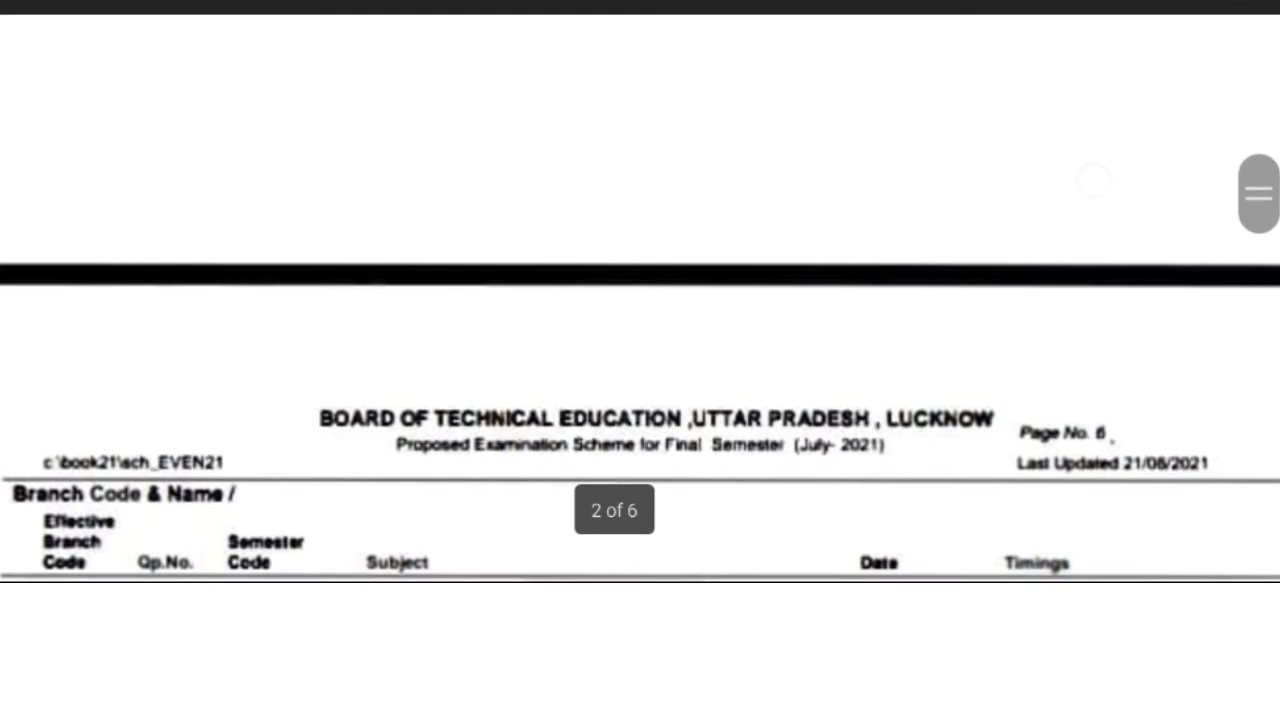 BOARD OF TECHNICAL EDUCATION ,UTTAR PRADESH , LUCKNOW
Proposed Examination Scheme for Final Semester (July- 2021)
Page No. 6
c:\book21\sch_EVEN21
Last Updated 21/06/2021
Branch Code & Name /
Effective
Branch
Code
Qp.No.
Semester
Code
Subject
Date
Timings
2 of 6